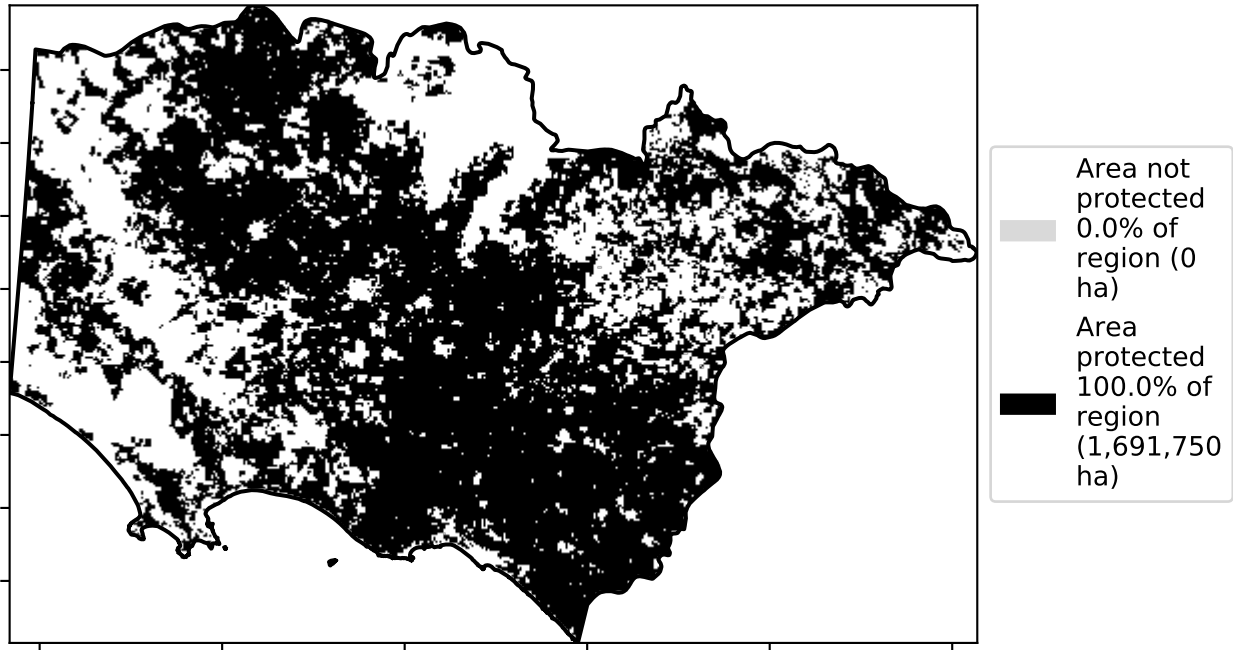 Area not
protected
0.0% of
region (0
ha)
Area
protected
100.0% of
region
(1,691,750
ha)